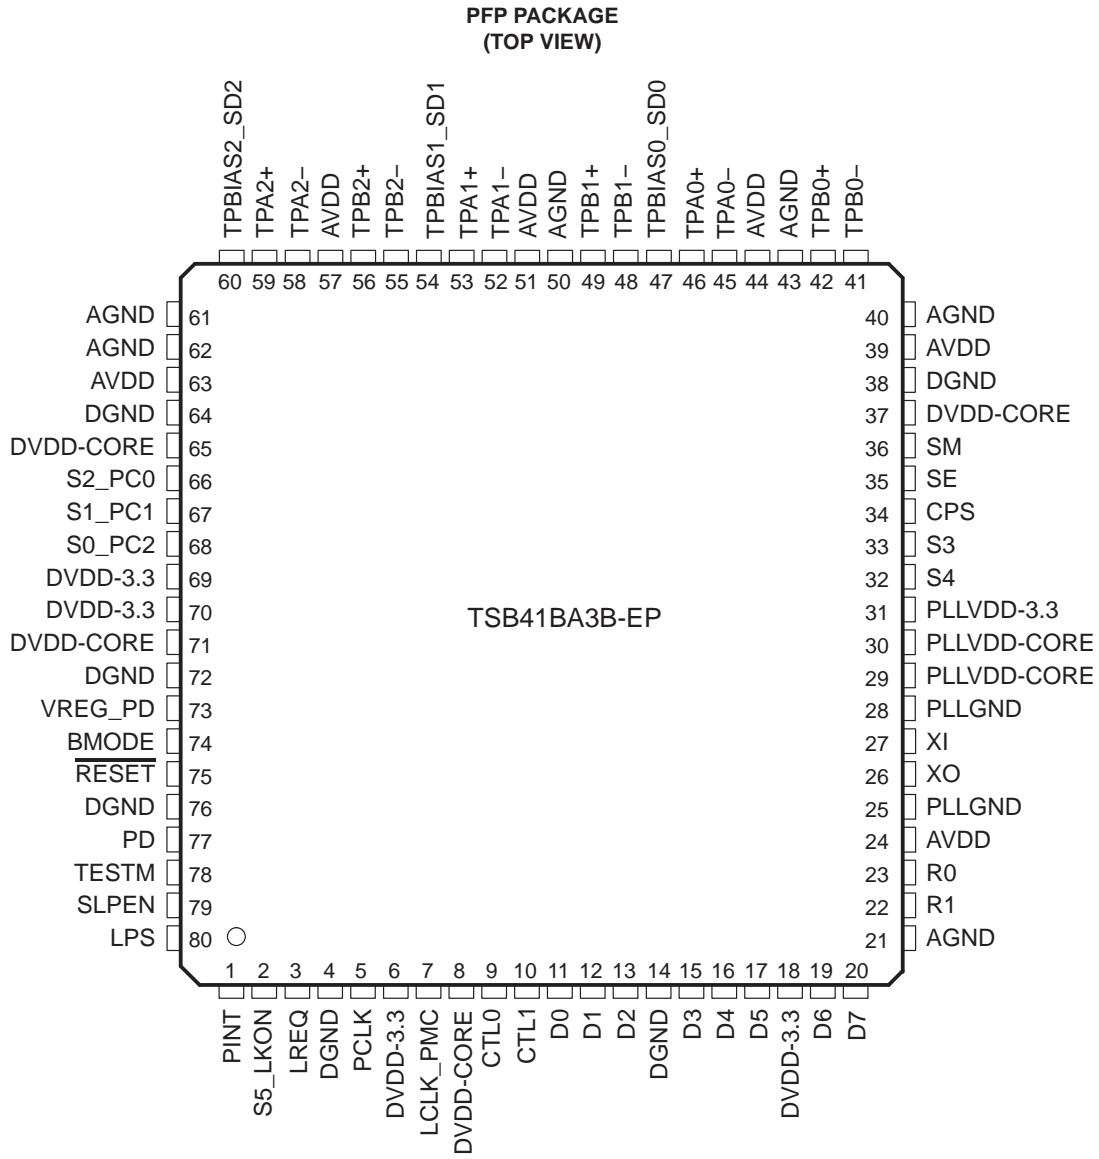 PFP PACKAGE
(TOP VIEW)
TPBIAS2_SD2
TPA2+
TPA2–
AVDD
TPB2+
TPB2–
TPBIAS1_SD1
TPA1+
TPA1–
AVDD
AGND
TPB1+
TPB1–
TPBIAS0_SD0
TPA0+
TPA0–
AVDD
AGND
TPB0+
TPB0–
60 59 58 57 56 55 54 53 52 51 50 49 48 47 46 45 44 43 42 41
AGND 61
AGND 62
AVDD 63
DGND 64
DVDD-CORE 65
S2_PC0 66
S1_PC1 67
S0_PC2 68
DVDD-3.3 69
DVDD-3.3 70
DVDD-CORE 71
DGND 72
VREG_PD 73
BMODE 74
RESET 75
DGND 76
PD 77
TESTM 78
SLPEN 79
LPS 80
TSB41BA3B-EP
40 AGND
39 AVDD
38 DGND
37 DVDD-CORE
36 SM
35 SE
34 CPS
33 S3
32 S4
31 PLLVDD-3.3
30 PLLVDD-CORE
29 PLLVDD-CORE
28 PLLGND
27 XI
26 XO
25 PLLGND
24 AVDD
23 R0
22 R1
21 AGND
1 2 3 4 5 6 7 8 9 10 11 12 13 14 15 16 17 18 19 20
PINT
S5_LKON
LREQ
DGND
PCLK
DVDD-3.3
LCLK_PMC
DVDD-CORE
CTL0
CTL1
D0
D1
D2
DGND
D3
D4
D5
DVDD-3.3
D6
D7